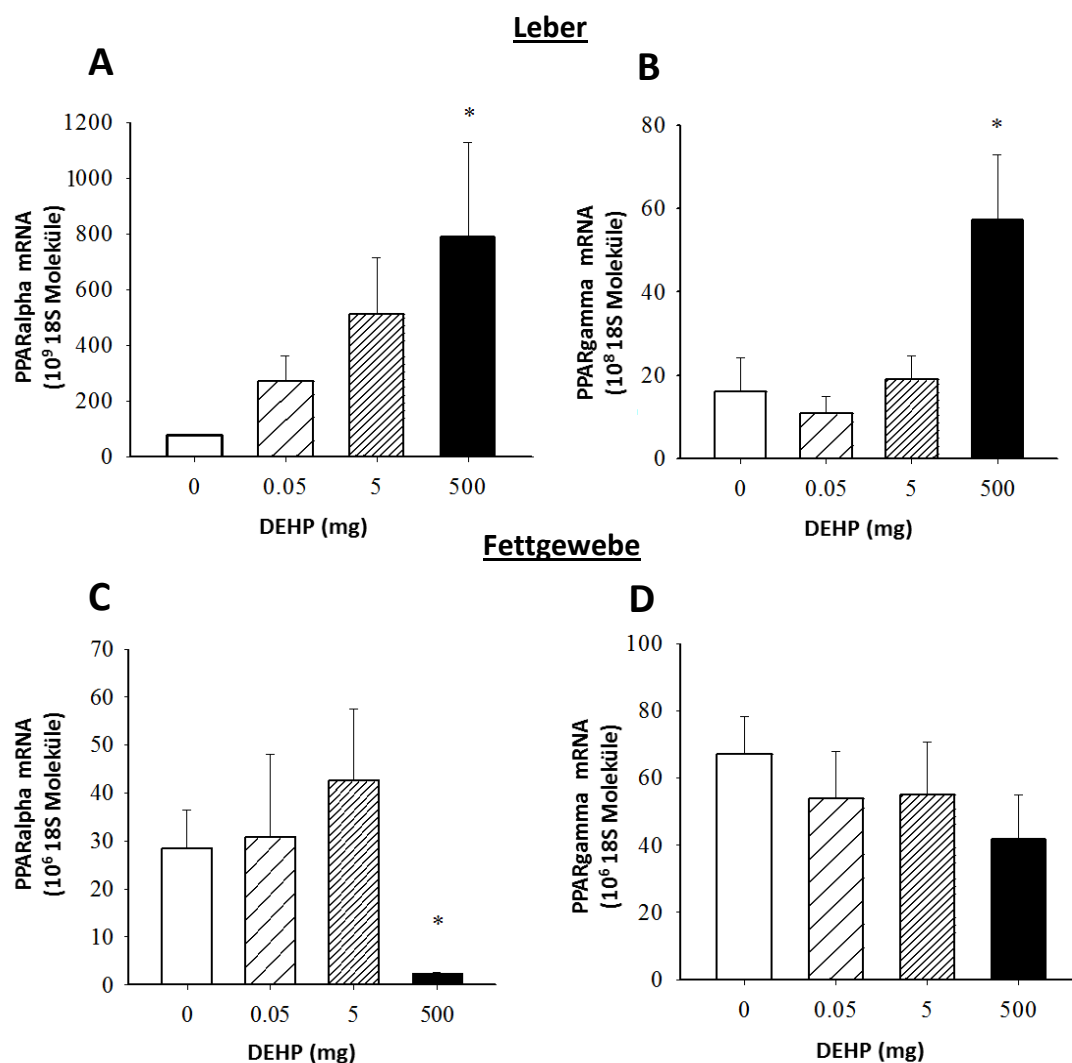 Leber
A
PPARalpha mRNA
(10⁹ 18S Moleküle)
1200
1000
800
600
400
200
0
*
0 0.05 5 500
DEHP (mg)
B
PPARgamma mRNA
(10⁸ 18S Moleküle)
80
60
40
20
0
*
0 0.05 5 500
DEHP (mg)
Fettgewebe
C
PPARalpha mRNA
(10⁶ 18S Moleküle)
70
60
50
40
30
20
10
0
*
0 0.05 5 500
DEHP (mg)
D
PPARgamma mRNA
(10⁶ 18S Moleküle)
100
80
60
40
20
0
0 0.05 5 500
DEHP (mg)